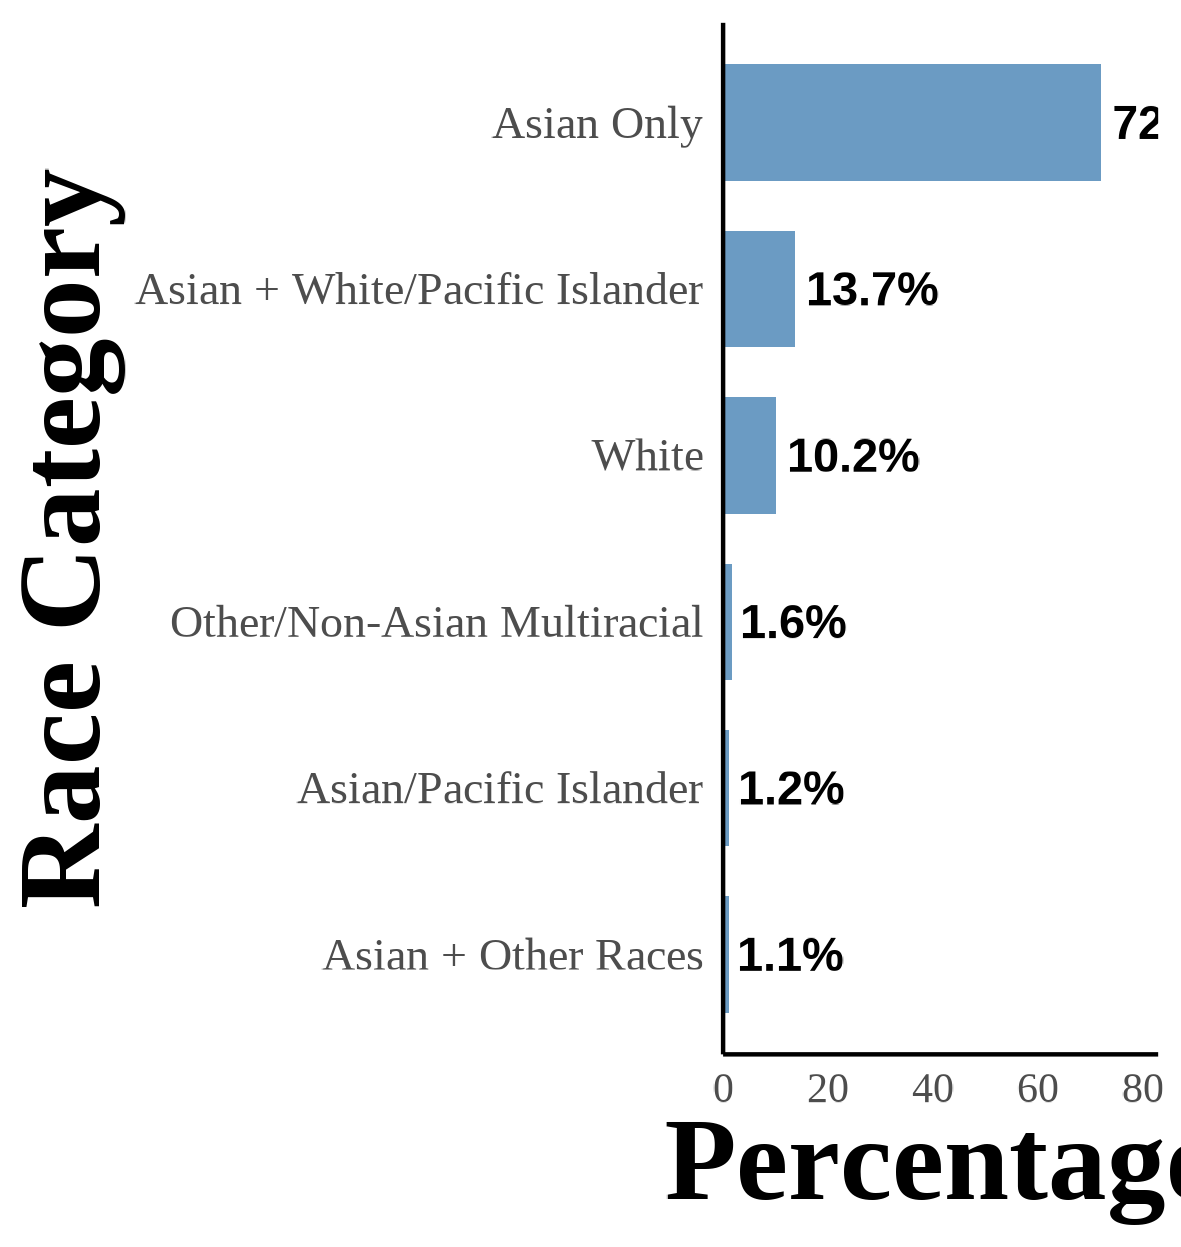 Race Category
Asian Only
72
Asian + White/Pacific Islander
13.7%
White
10.2%
Other/Non-Asian Multiracial
1.6%
Asian/Pacific Islander
1.2%
Asian + Other Races
1.1%
0 20 40 60 80
Percentage